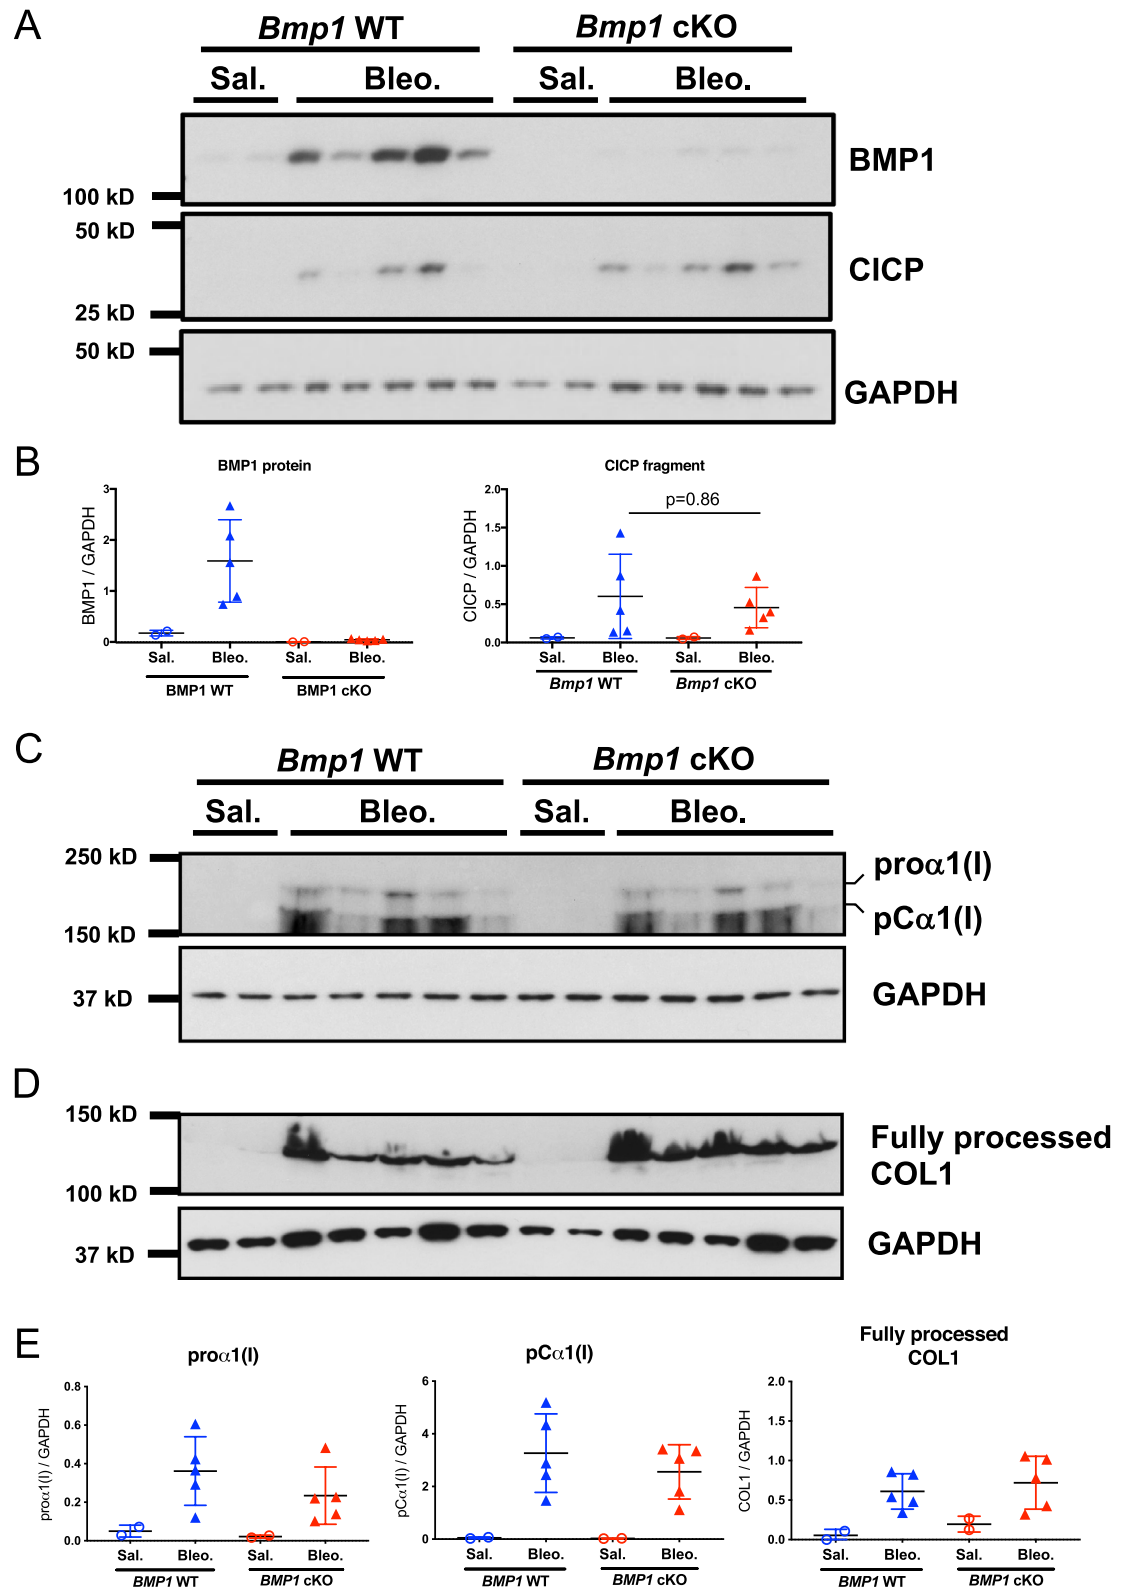 A
Bmp1 WT
Bmp1 cKO
Sal.
Bleo.
Sal.
Bleo.
BMP1
100 kD
50 kD
CICP
25 kD
50 kD
GAPDH
B
BMP1 protein
BMP1 / GAPDH
3
2
1
0
Sal.
Bleo.
Sal.
Bleo.
BMP1 WT
BMP1 cKO
CICP fragment
CICP / GAPDH
2.0
1.5
1.0
0.5
0.0
p=0.86
Sal.
Bleo.
Sal.
Bleo.
Bmp1 WT
Bmp1 cKO
C
Bmp1 WT
Bmp1 cKO
Sal.
Bleo.
Sal.
Bleo.
250 kD
proα1(I)
pCα1(I)
150 kD
37 kD
GAPDH
D
150 kD
Fully processed
COL1
100 kD
37 kD
GAPDH
E
proα1(I)
proα1(I) / GAPDH
0.8
0.6
0.4
0.2
0.0
Sal.
Bleo.
Sal.
Bleo.
BMP1 WT
BMP1 cKO
pCα1(I)
pCα1(I) / GAPDH
6
4
2
0
Sal.
Bleo.
Sal.
Bleo.
BMP1 WT
BMP1 cKO
Fully processed
COL1
COL1 / GAPDH
2.0
1.5
1.0
0.5
0.0
Sal.
Bleo.
Sal.
Bleo.
BMP1 WT
BMP1 cKO